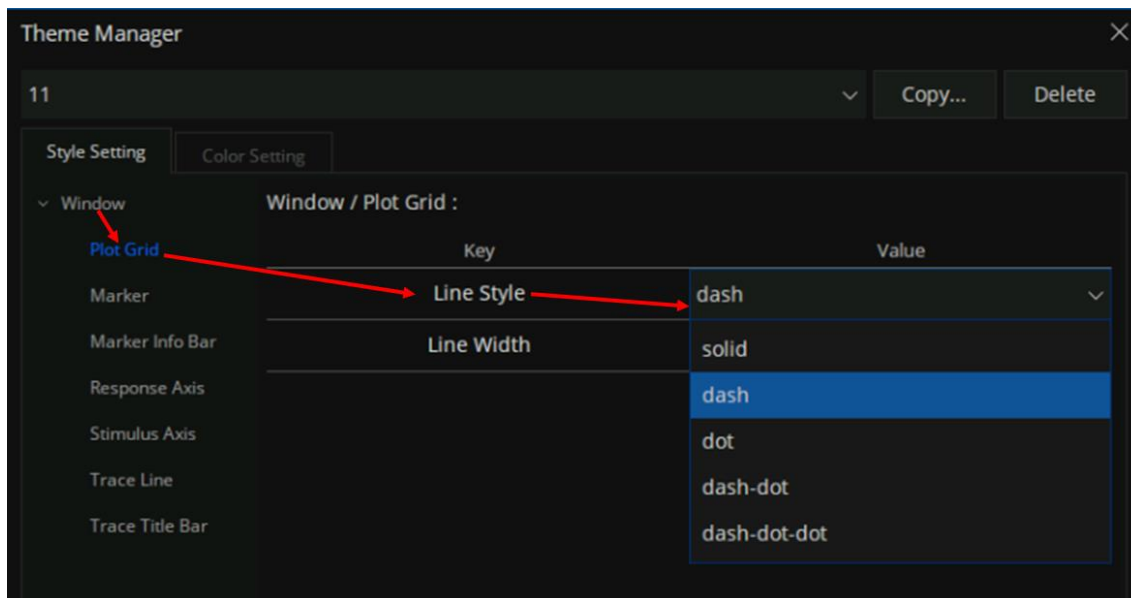 Theme Manager
11
Copy...
Delete
Style Setting
Color Setting
Window
Plot Grid
Marker
Marker Info Bar
Response Axis
Stimulus Axis
Trace Line
Trace Title Bar
Window / Plot Grid :
Key
Value
Line Style
dash
Line Width
solid
dash
dot
dash-dot
dash-dot-dot